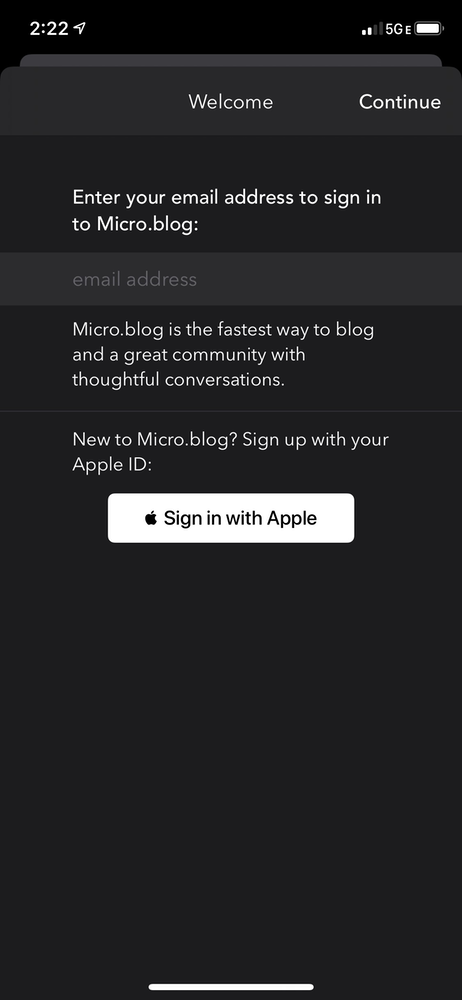 2:22 5GE
Welcome Continue
Enter your email address to sign in
to Micro.blog:
email address
Micro.blog is the fastest way to blog
and a great community with
thoughtful conversations.
New to Micro.blog? Sign up with your
Apple ID:
Sign in with Apple